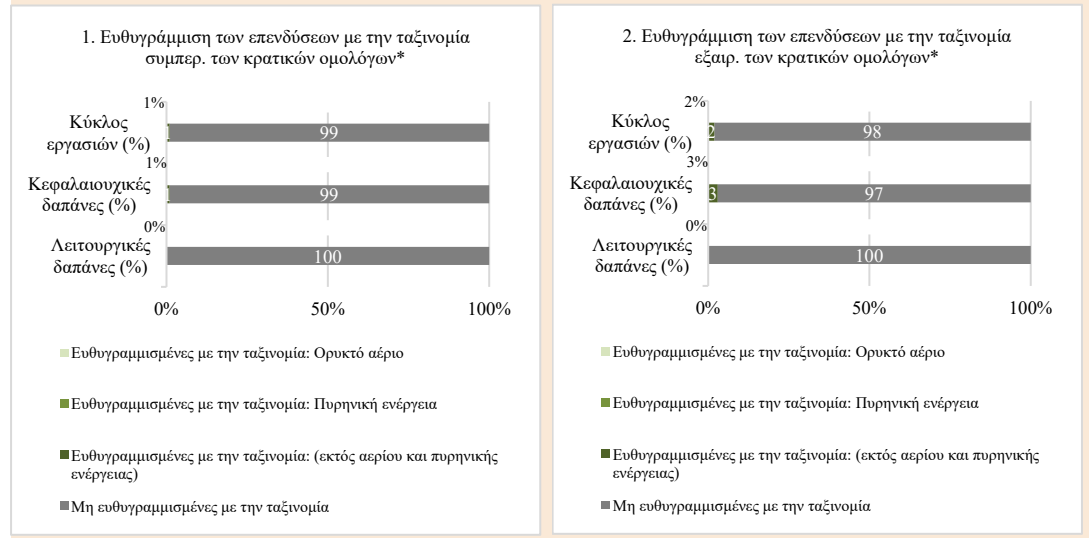 1. Ευθυγράμμιση των επενδύσεων με την ταξινομία
συμπερ. των κρατικών ομολόγων*
1%
Κύκλος
εργασιών (%)
1
99
1%
Κεφαλαιουχικές
δαπάνες (%)
1
99
0%
Λειτουργικές
δαπάνες (%)
100
0%
50%
100%
Ευθυγραμμισμένες με την ταξινομία: Ορυκτό αέριο
Ευθυγραμμισμένες με την ταξινομία: Πυρηνική ενέργεια
Ευθυγραμμισμένες με την ταξινομία: (εκτός αερίου και πυρηνικής
ενέργειας)
Μη ευθυγραμμισμένες με την ταξινομία
2. Ευθυγράμμιση των επενδύσεων με την ταξινομία
εξαιρ. των κρατικών ομολόγων*
2%
Κύκλος
εργασιών (%)
2
98
3%
Κεφαλαιουχικές
δαπάνες (%)
3
97
0%
Λειτουργικές
δαπάνες (%)
100
0%
50%
100%
Ευθυγραμμισμένες με την ταξινομία: Ορυκτό αέριο
Ευθυγραμμισμένες με την ταξινομία: Πυρηνική ενέργεια
Ευθυγραμμισμένες με την ταξινομία: (εκτός αερίου και πυρηνικής
ενέργειας)
Μη ευθυγραμμισμένες με την ταξινομία